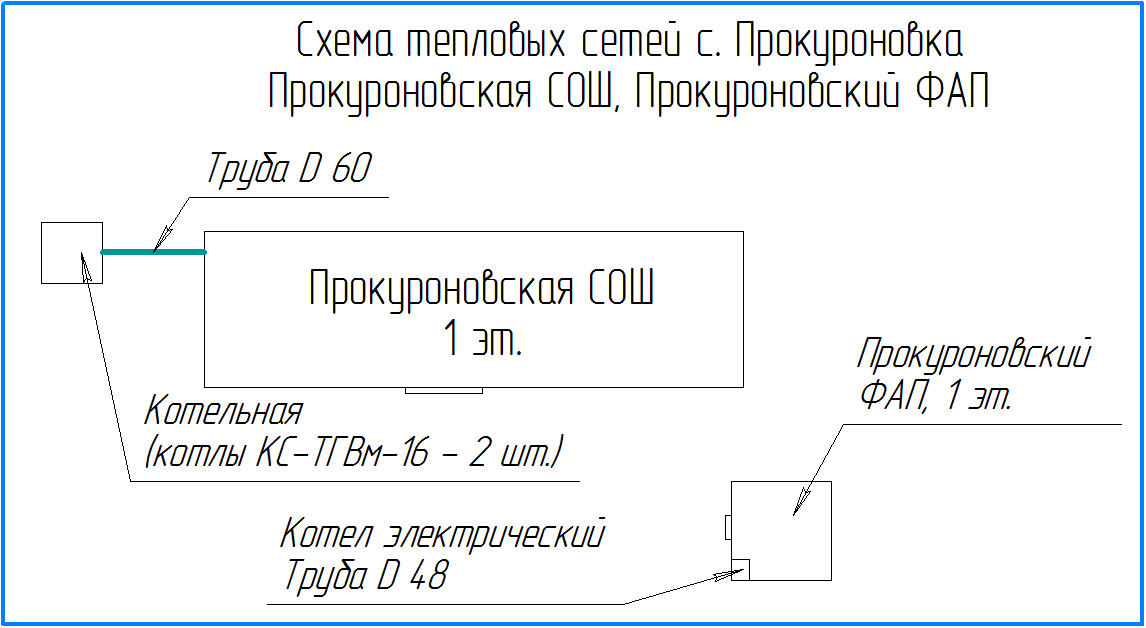 Схема тепловых сетей с. Прокуроновка
Прокуроновская СОШ, Прокуроновский ФАП
Труба D 60
Прокуроновская СОШ
1 эт.
Прокуроновский
ФАП, 1 эт.
Котельная
(котлы КС-ТГВм-16 - 2 шт.)
Котел электрический
Труба D 48